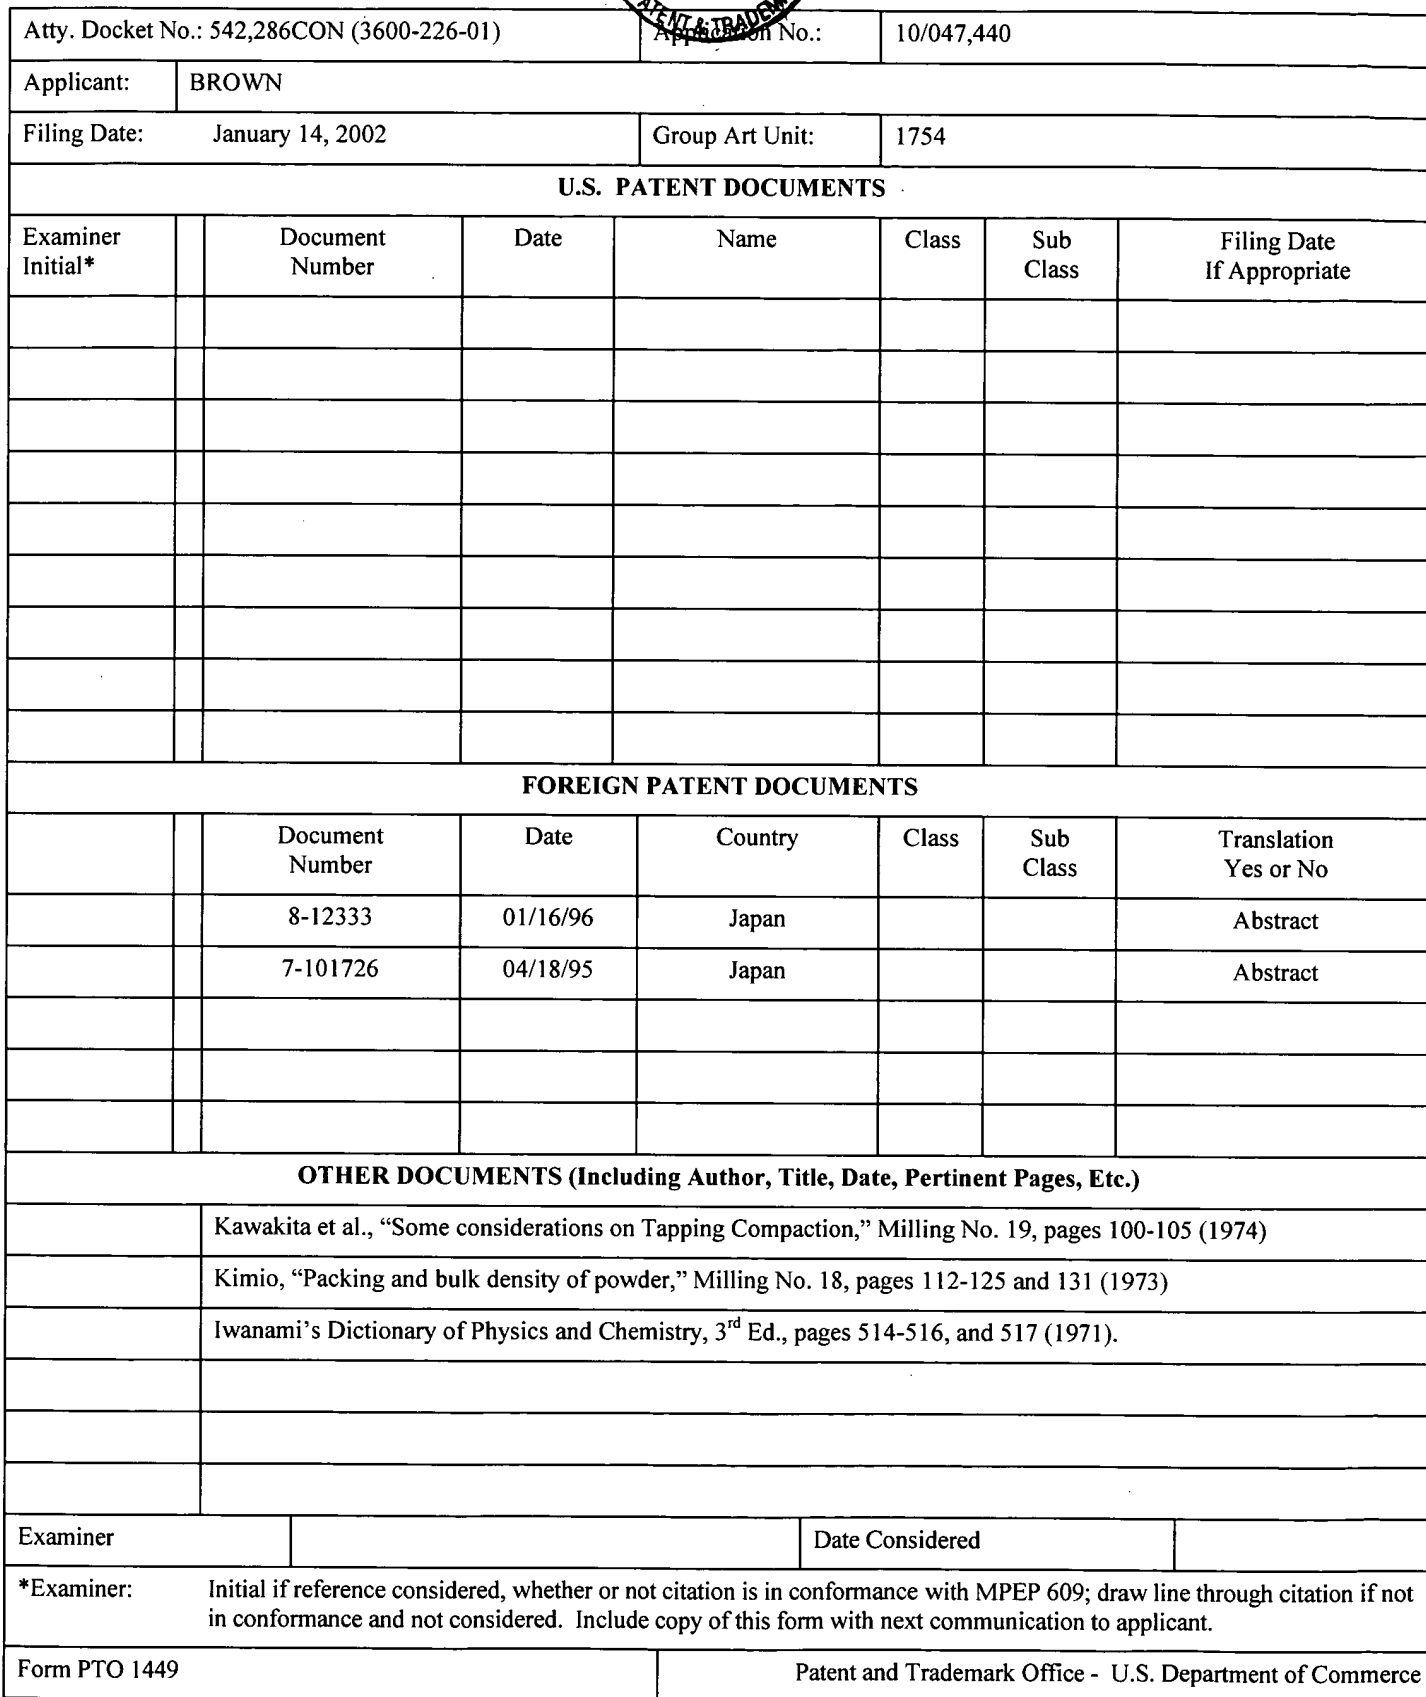 PATENT & TRADEM
Atty. Docket No.: 542,286CON (3600-226-01) Application No.: 10/047,440
Applicant: BROWN
Filing Date: January 14, 2002 Group Art Unit: 1754
U.S. PATENT DOCUMENTS
Examiner Initial* Document Number Date Name Class Sub Class Filing Date If Appropriate
FOREIGN PATENT DOCUMENTS
Document Number Date Country Class Sub Class Translation Yes or No
8-12333 01/16/96 Japan Abstract
7-101726 04/18/95 Japan Abstract
OTHER DOCUMENTS (Including Author, Title, Date, Pertinent Pages, Etc.)
Kawakita et al., “Some considerations on Tapping Compaction,” Milling No. 19, pages 100-105 (1974)
Kimio, “Packing and bulk density of powder,” Milling No. 18, pages 112-125 and 131 (1973)
Iwanami’s Dictionary of Physics and Chemistry, 3rd Ed., pages 514-516, and 517 (1971).
Examiner Date Considered
*Examiner: Initial if reference considered, whether or not citation is in conformance with MPEP 609; draw line through citation if not
in conformance and not considered. Include copy of this form with next communication to applicant.
Form PTO 1449 Patent and Trademark Office - U.S. Department of Commerce